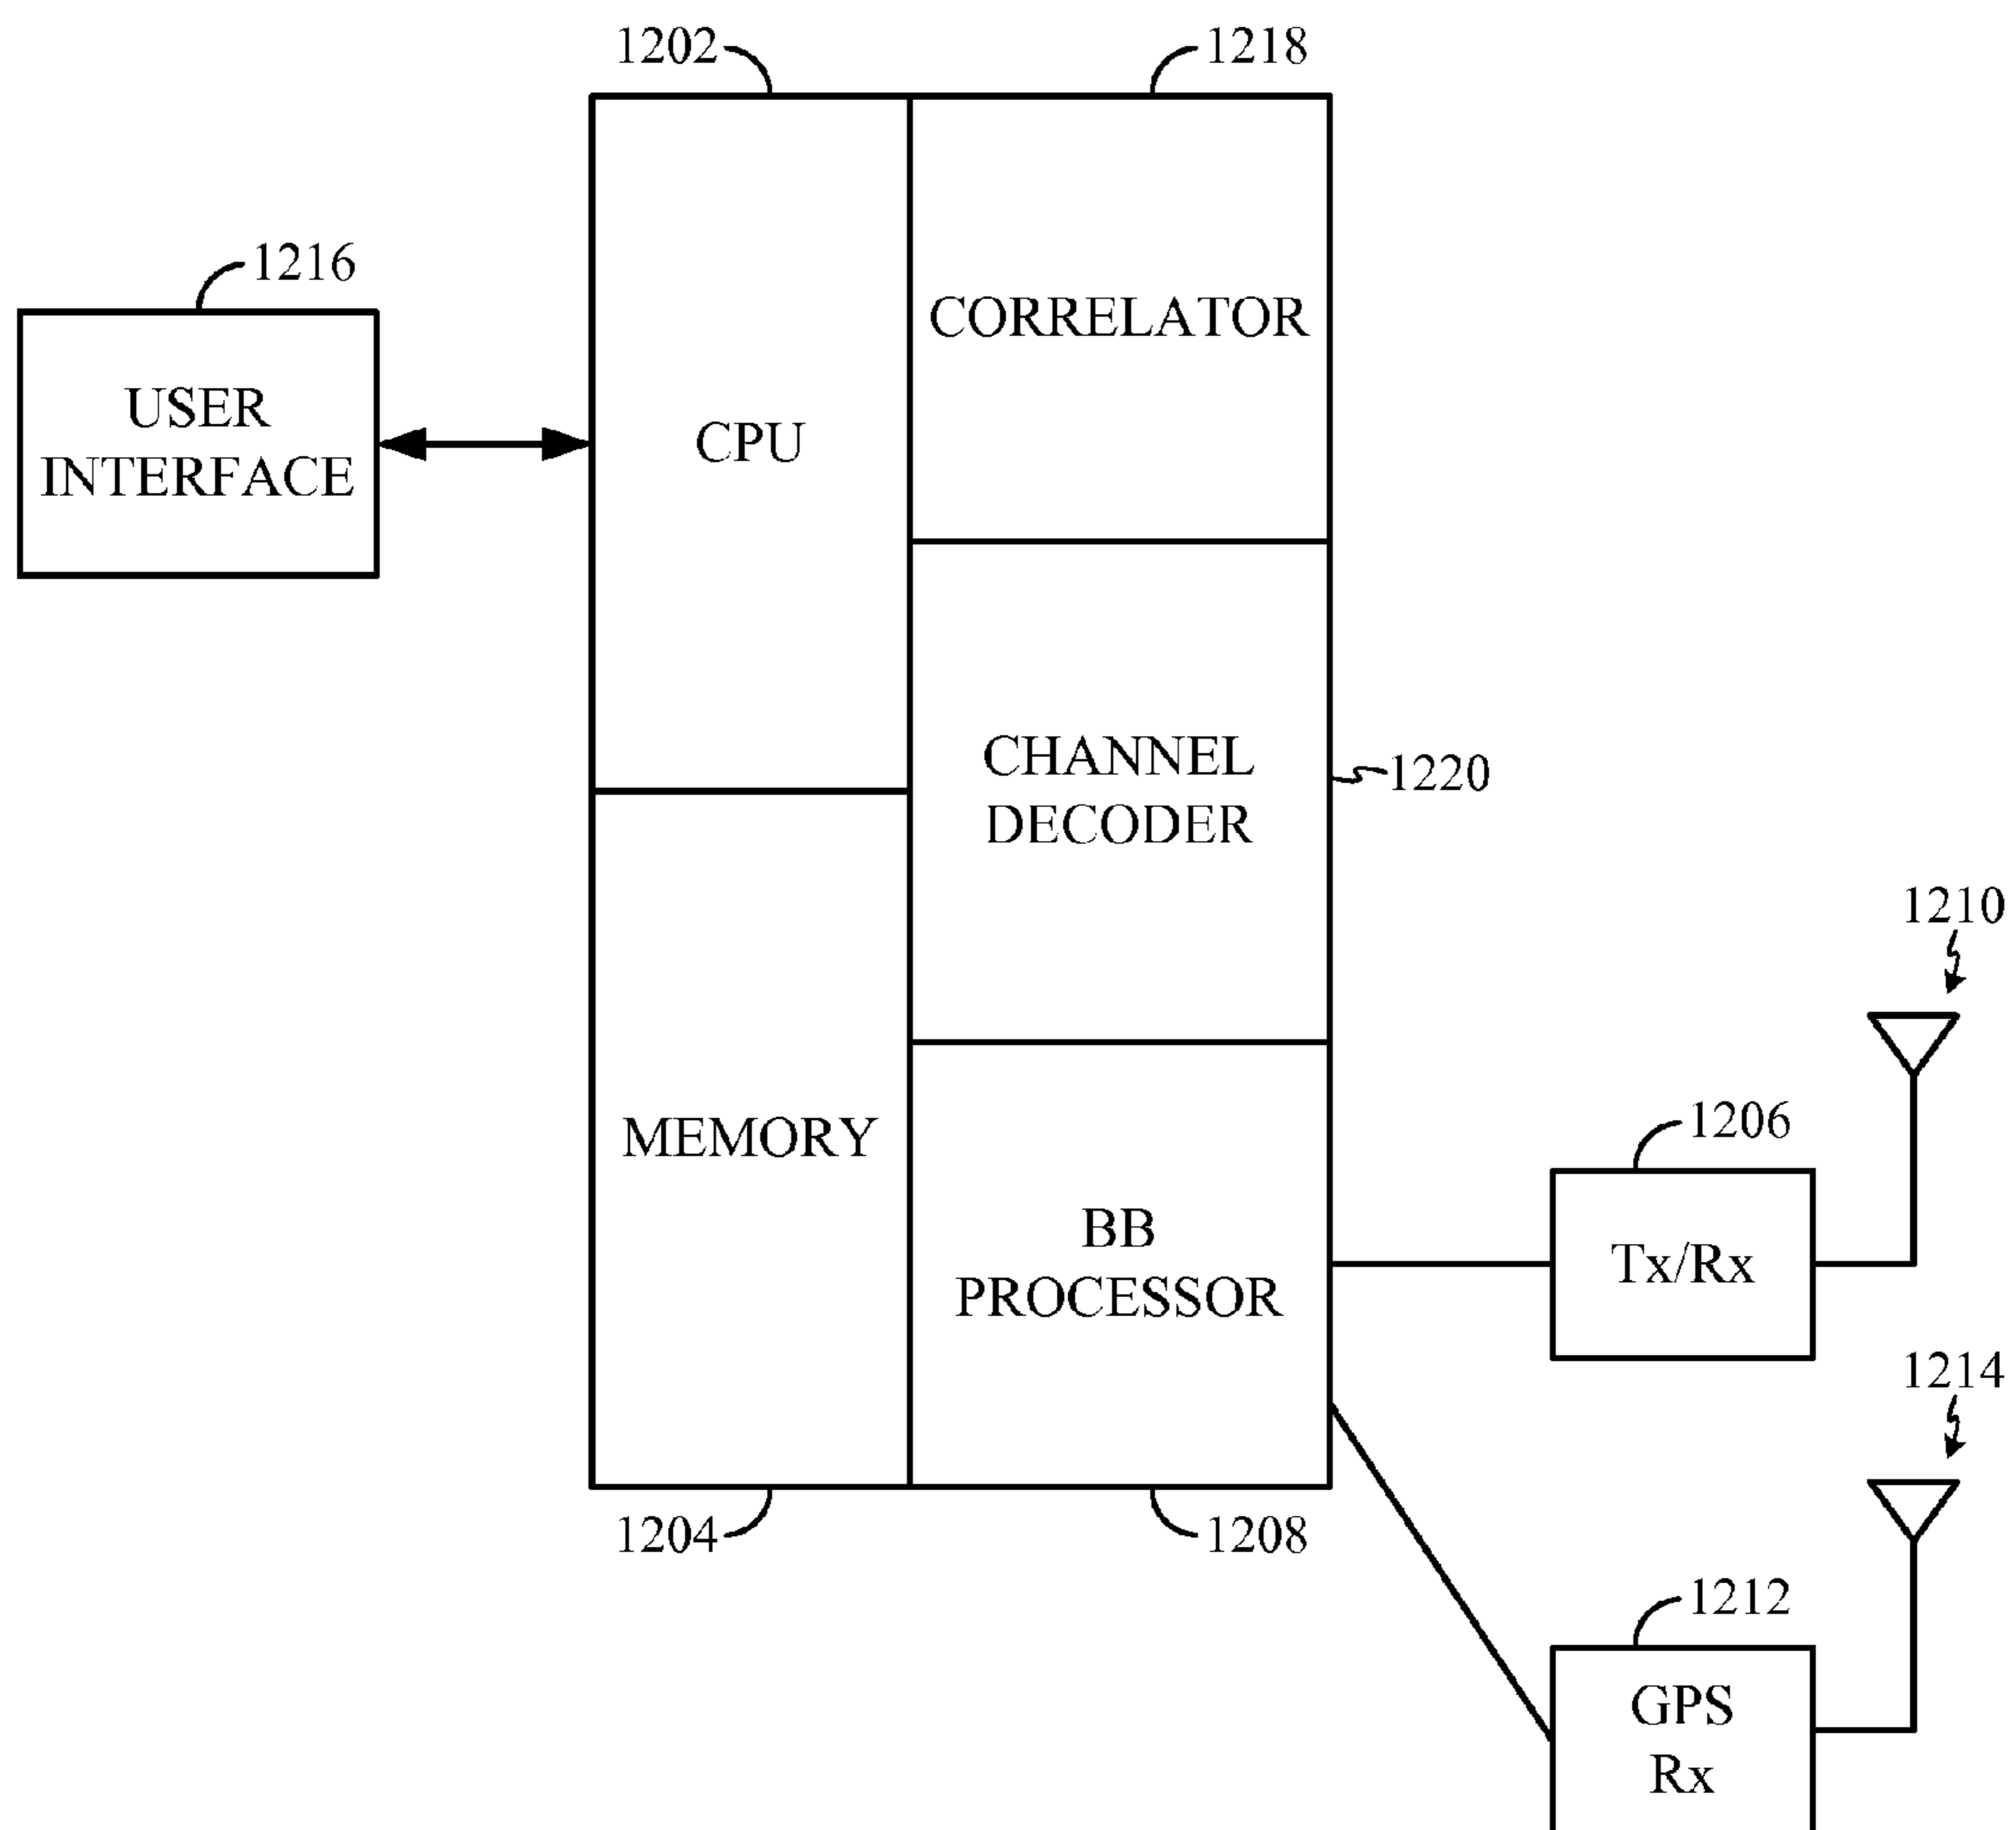 1202
1218
1216
USER
INTERFACE
CPU
CORRELATOR
CHANNEL
DECODER
1220
MEMORY
BB
PROCESSOR
1210
1206
Tx/Rx
1214
1204
1208
1212
GPS
Rx